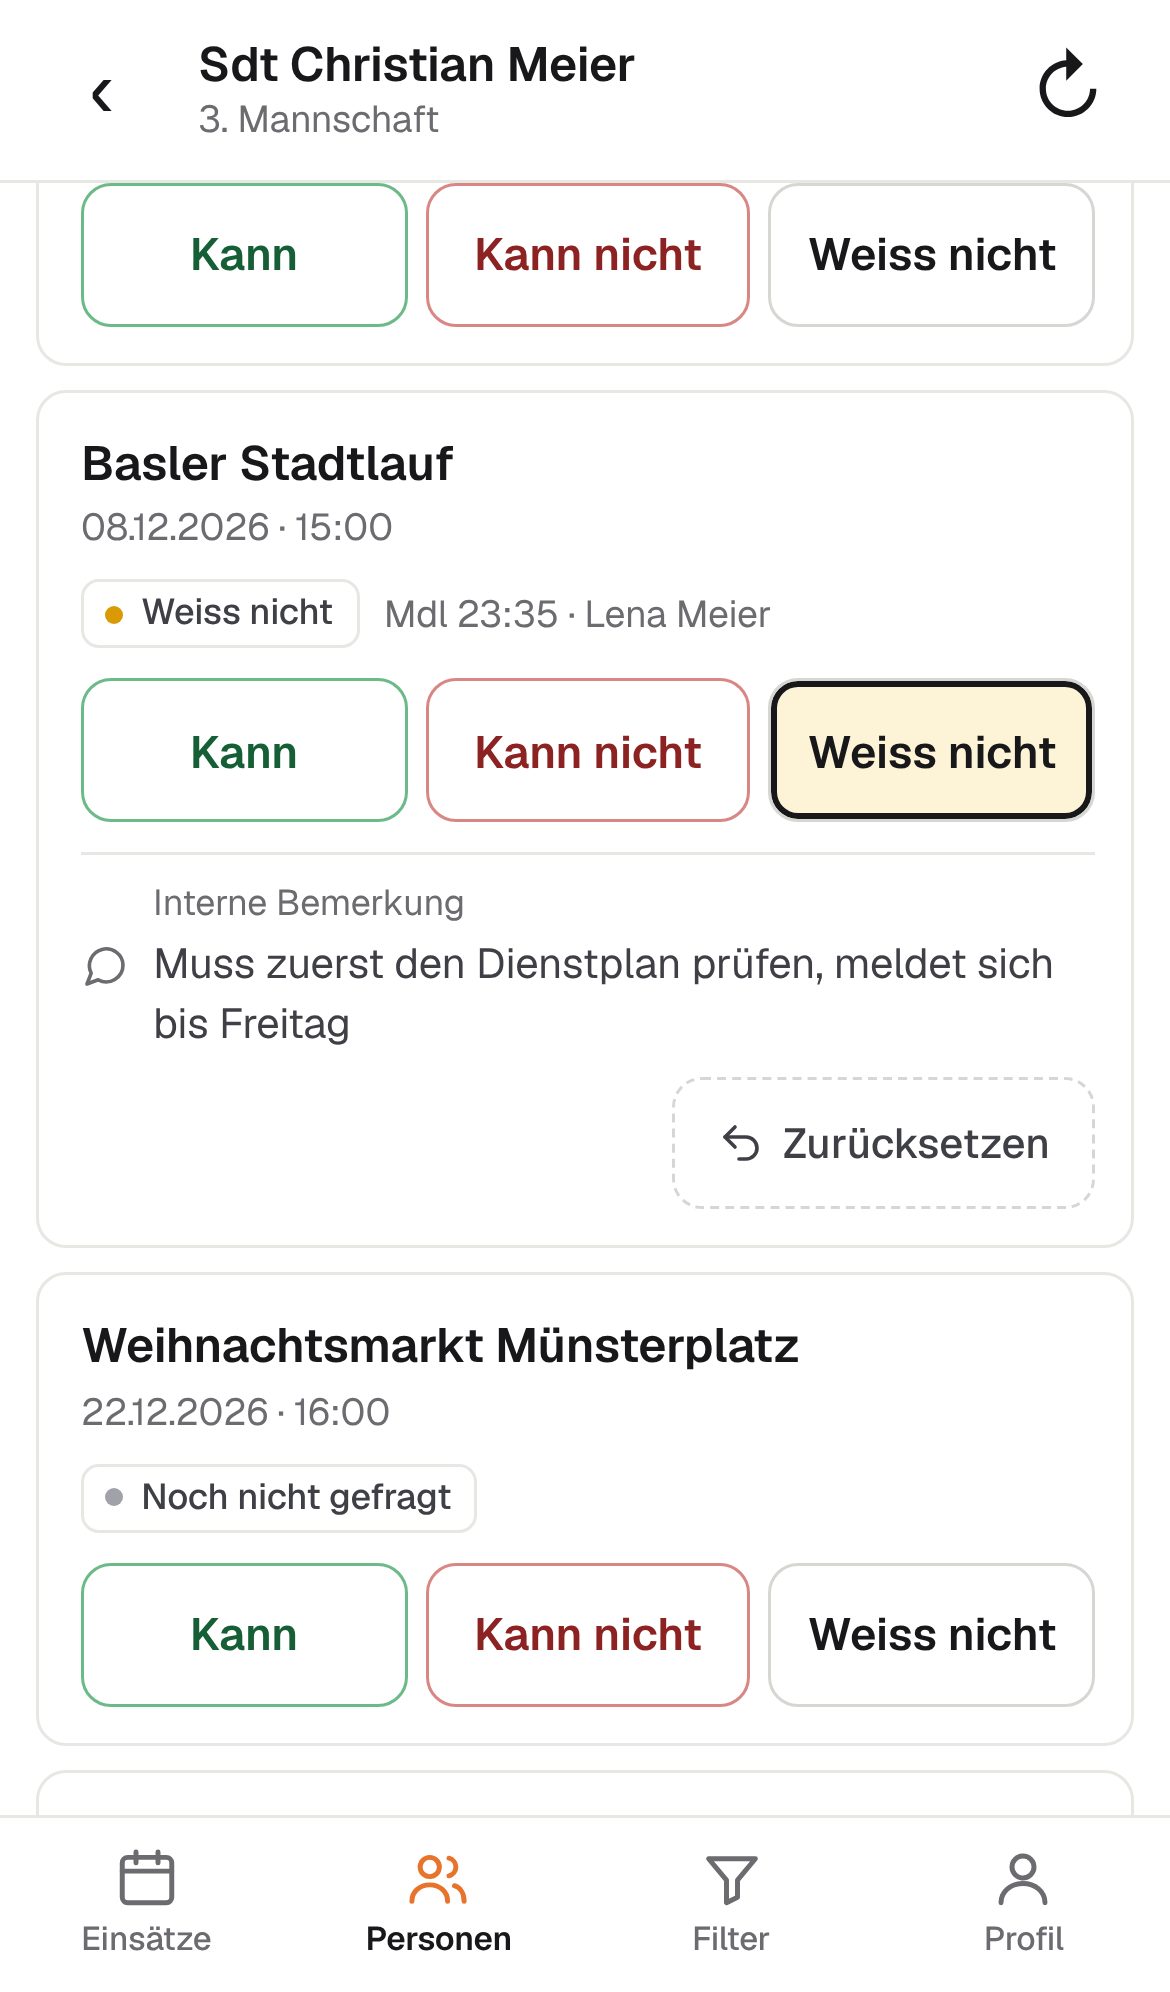 Sdt Christian Meier
3. Mannschaft
Kann
Kann nicht
Weiss nicht
Basler Stadtlauf
08.12.2026 · 15:00
Weiss nicht
Mdl 23:35 · Lena Meier
Kann
Kann nicht
Weiss nicht
Interne Bemerkung
Muss zuerst den Dienstplan prüfen, meldet sich
bis Freitag
Zurücksetzen
Weihnachtsmarkt Münsterplatz
22.12.2026 · 16:00
Noch nicht gefragt
Kann
Kann nicht
Weiss nicht
Einsätze
Personen
Filter
Profil